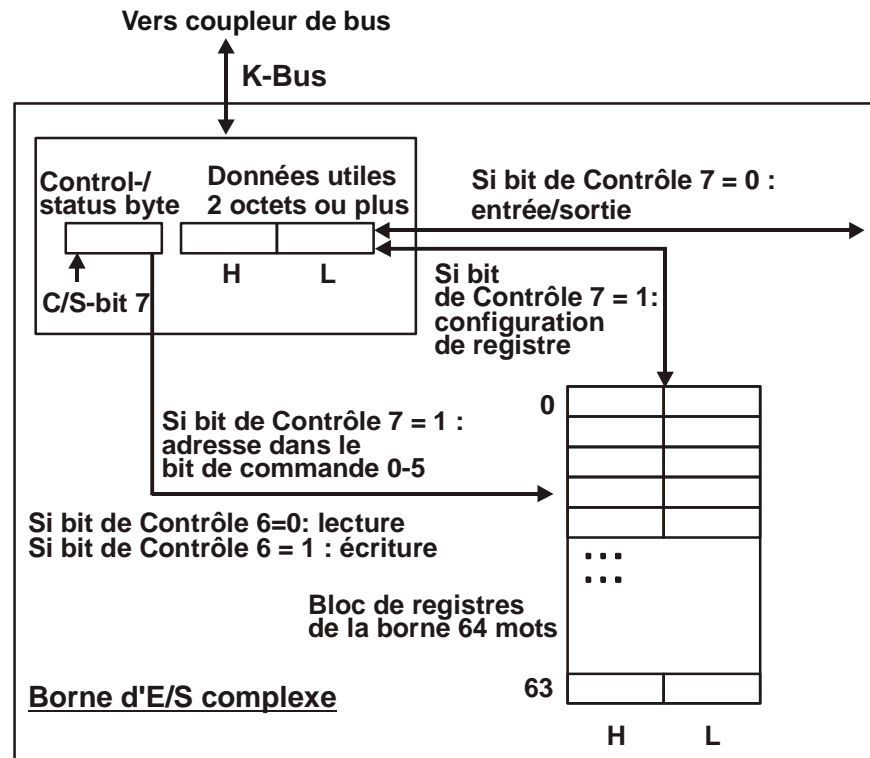 Vers coupleur de bus
K-Bus
Control-/
status byte
Données utiles
2 octets ou plus
H
L
C/S-bit 7
Si bit de Contrôle 7 = 0 :
entrée/sortie
Si bit
de Contrôle 7 = 1:
configuration
de registre
Si bit de Contrôle 7 = 1 :
adresse dans le
bit de commande 0-5
Si bit de Contrôle 6=0: lecture
Si bit de Contrôle 6 = 1 : écriture
0
Bloc de registres
de la borne 64 mots
63
H
L
Borne d'E/S complexe